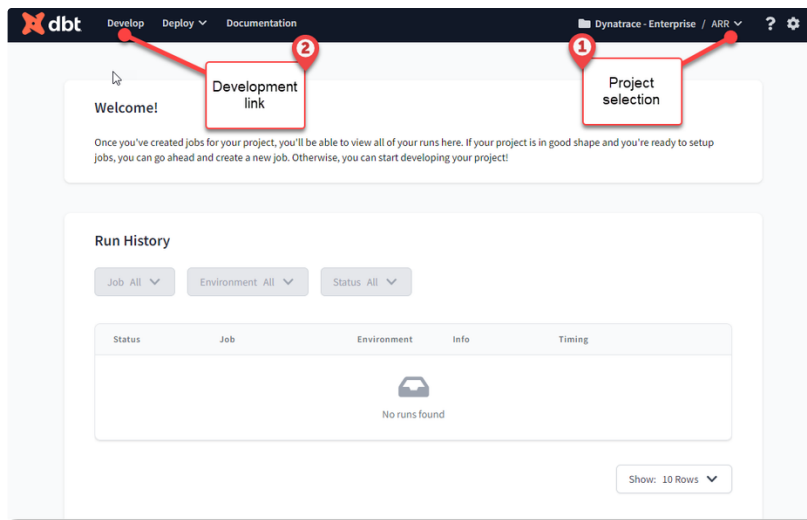 dbt Develop Deploy Documentation Dynatrace - Enterprise / ARR ?
2
1
Development
link
Project
selection
Welcome!
Once you've created jobs for your project, you'll be able to view all of your runs here. If your project is in good shape and you're ready to setup
jobs, you can go ahead and create a new job. Otherwise, you can start developing your project!
Run History
Job All Environment All Status All
Status Job Environment Info Timing
No runs found
Show: 10 Rows